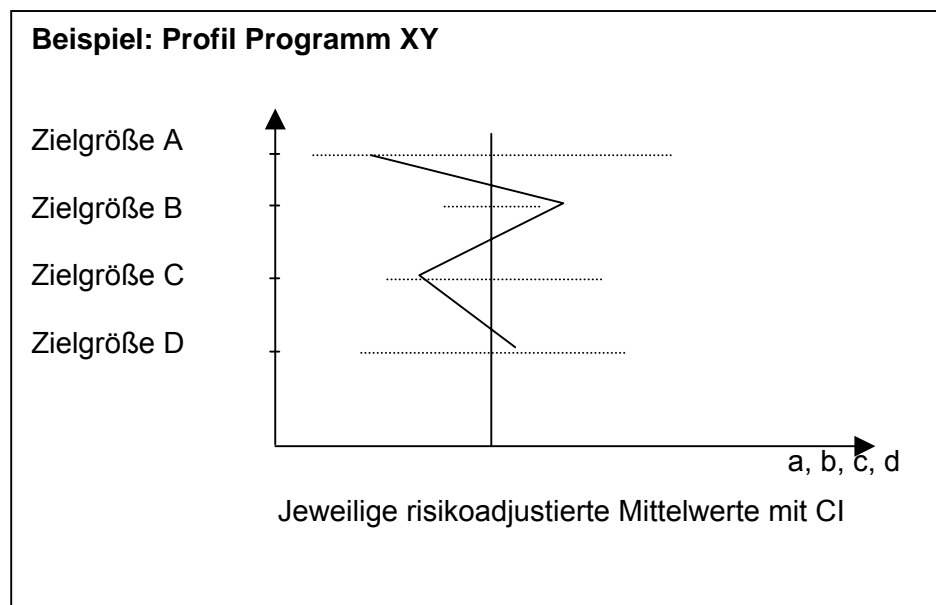 Beispiel: Profil Programm XY
Zielgröße A
Zielgröße B
Zielgröße C
Zielgröße D
a, b, c, d
Jeweilige risikoadjustierte Mittelwerte mit CI